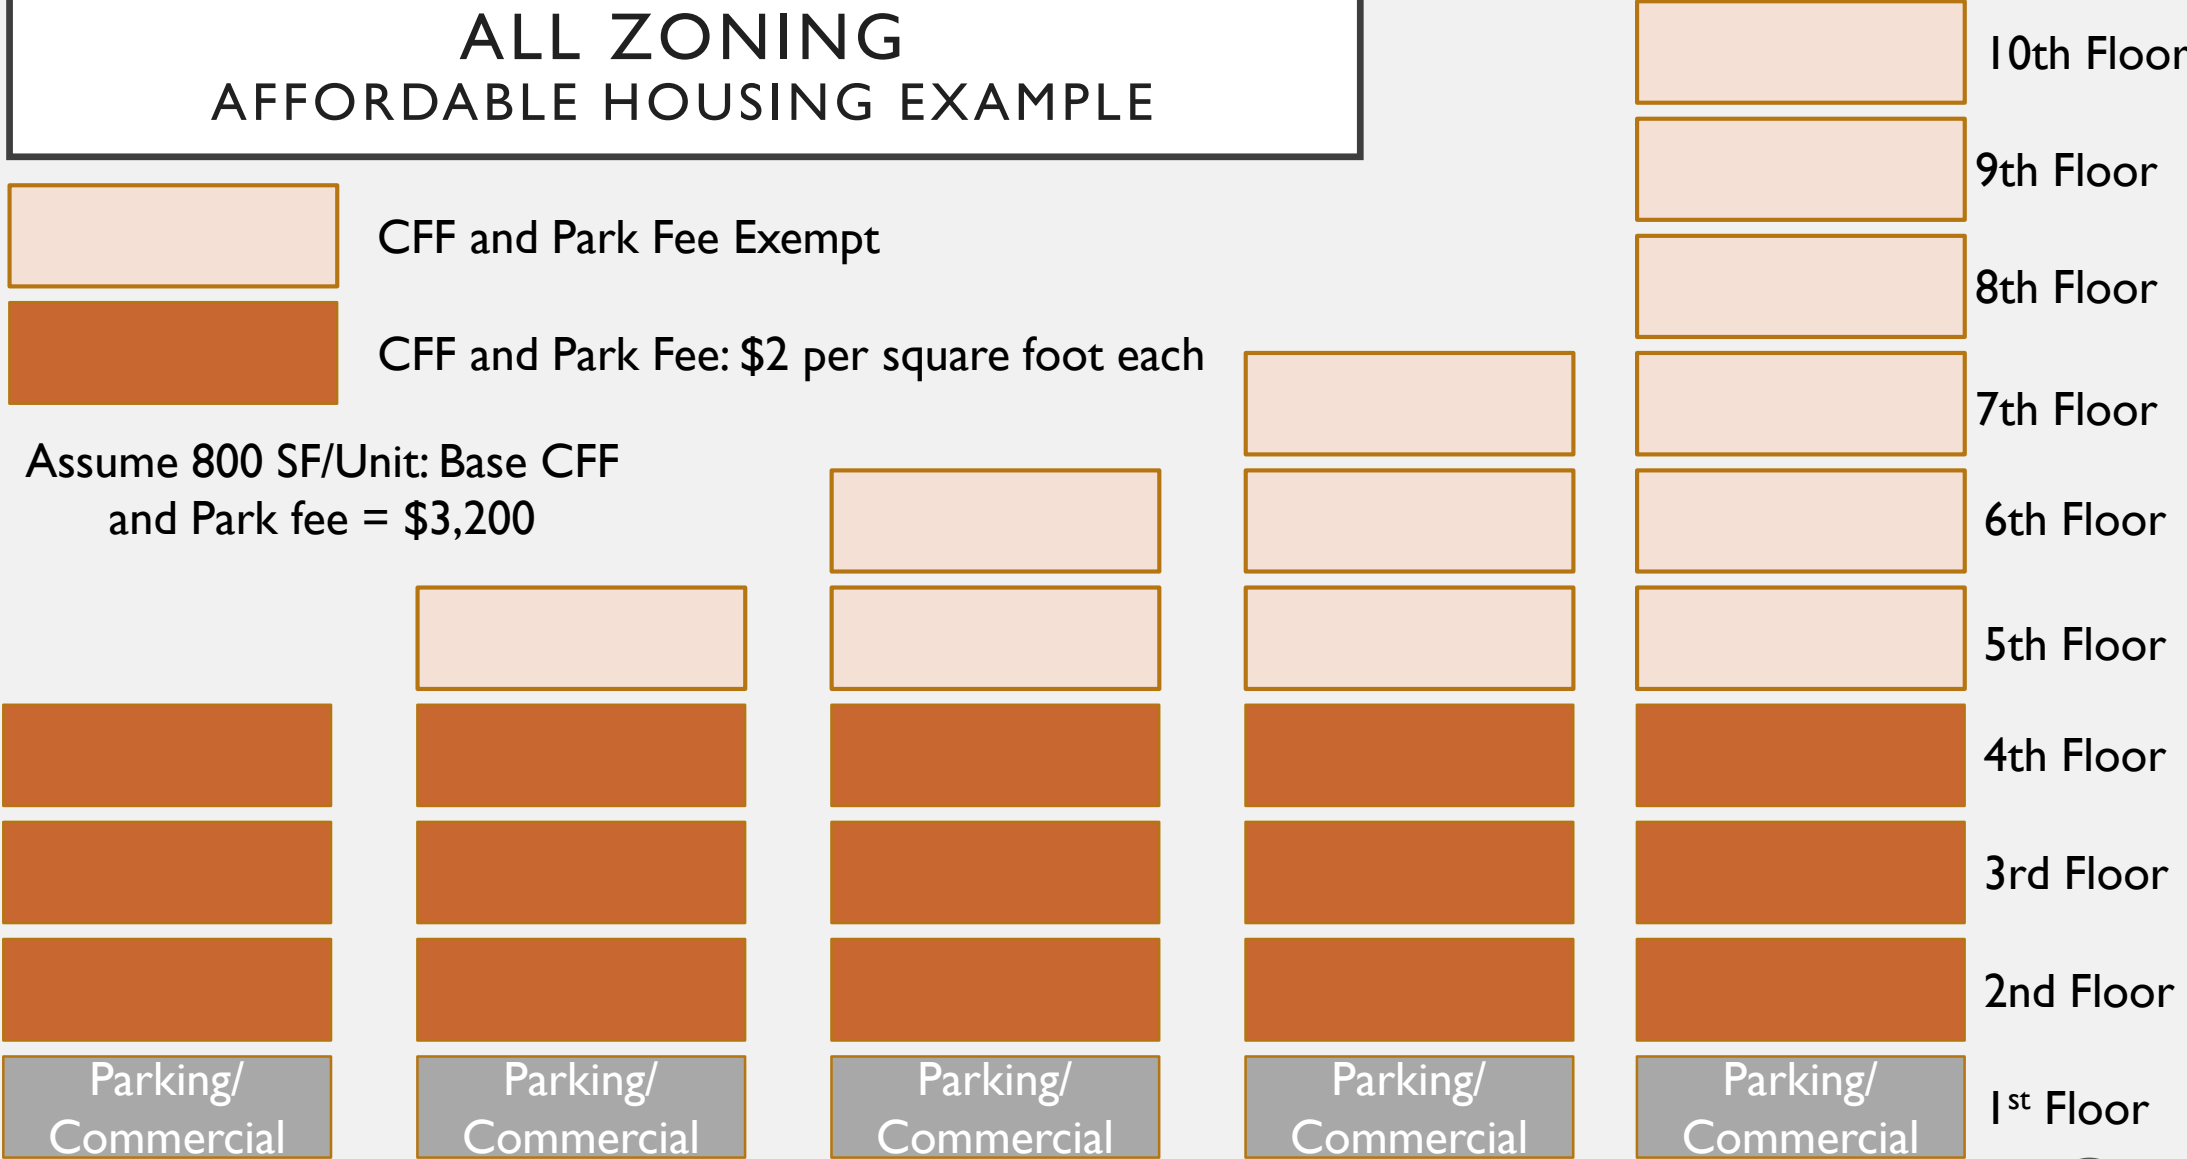 ALL ZONING
AFFORDABLE HOUSING EXAMPLE
CFF and Park Fee Exempt
CFF and Park Fee: $2 per square foot each
Assume 800 SF/Unit: Base CFF
and Park fee = $3,200
10th Floor
9th Floor
8th Floor
7th Floor
6th Floor
5th Floor
4th Floor
3rd Floor
2nd Floor
1st Floor
Parking/
Commercial
Parking/
Commercial
Parking/
Commercial
Parking/
Commercial
Parking/
Commercial